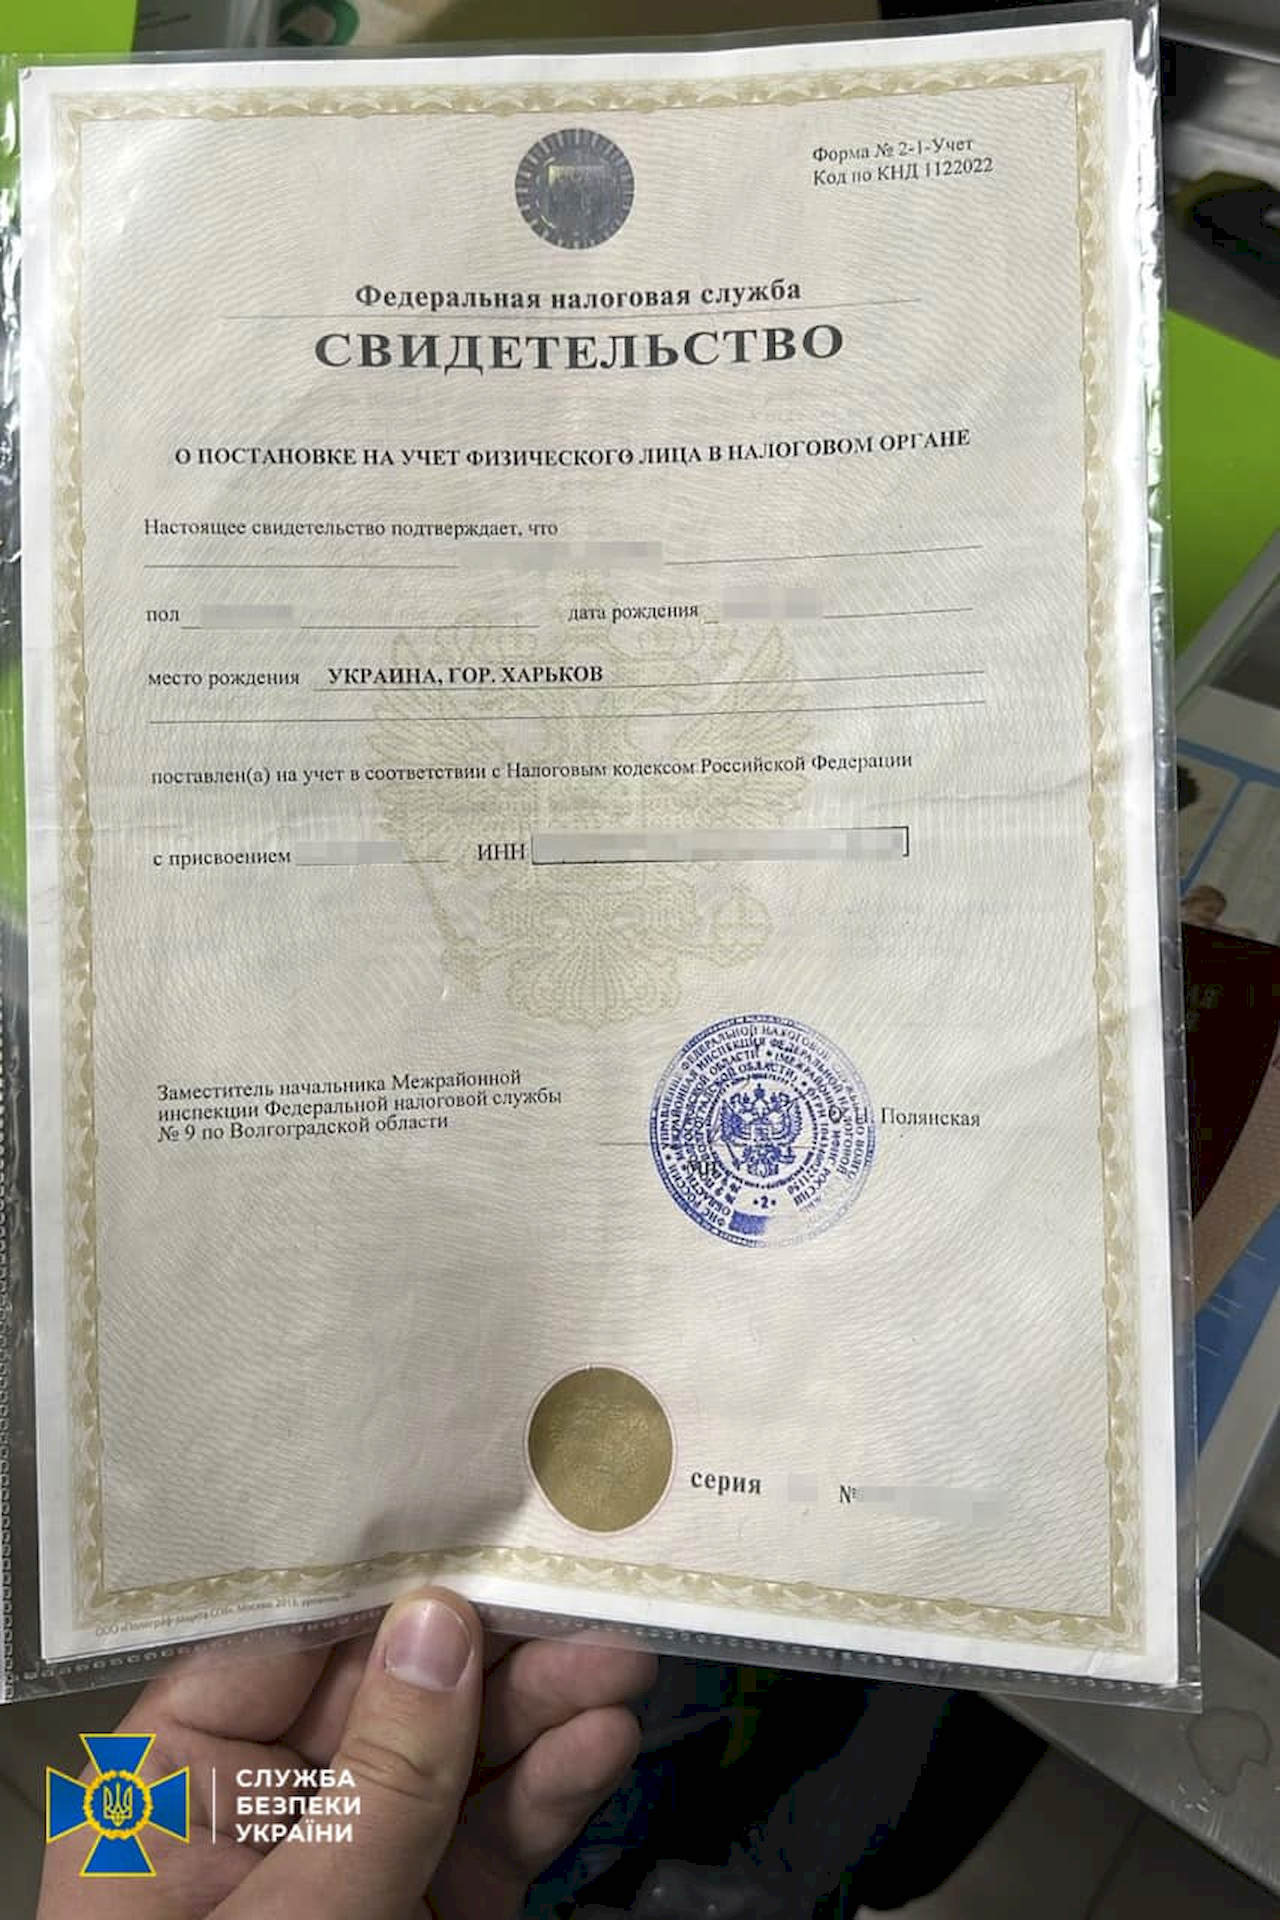 Форма № 2-1-Учет
Код по КНД 1122022
Федеральная налоговая служба
СВИДЕТЕЛЬСТВО
О ПОСТАНОВКЕ НА УЧЕТ ФИЗИЧЕСКОГО ЛИЦА В НАЛОГОВОМ ОРГАНЕ
Настоящее свидетельство подтверждает, что
пол дата рождения
место рождения УКРАИНА, ГОР. ХАРЬКОВ
поставлен(а) на учет в соответствии с Налоговым кодексом Российской Федерации
с присвоением ИНН
Заместитель начальника Межрайонной
инспекции Федеральной налоговой службы
№ 9 по Волгоградской области
Полянская
серия №
СЛУЖБА
БЕЗПЕКИ
УКРАЇНИ